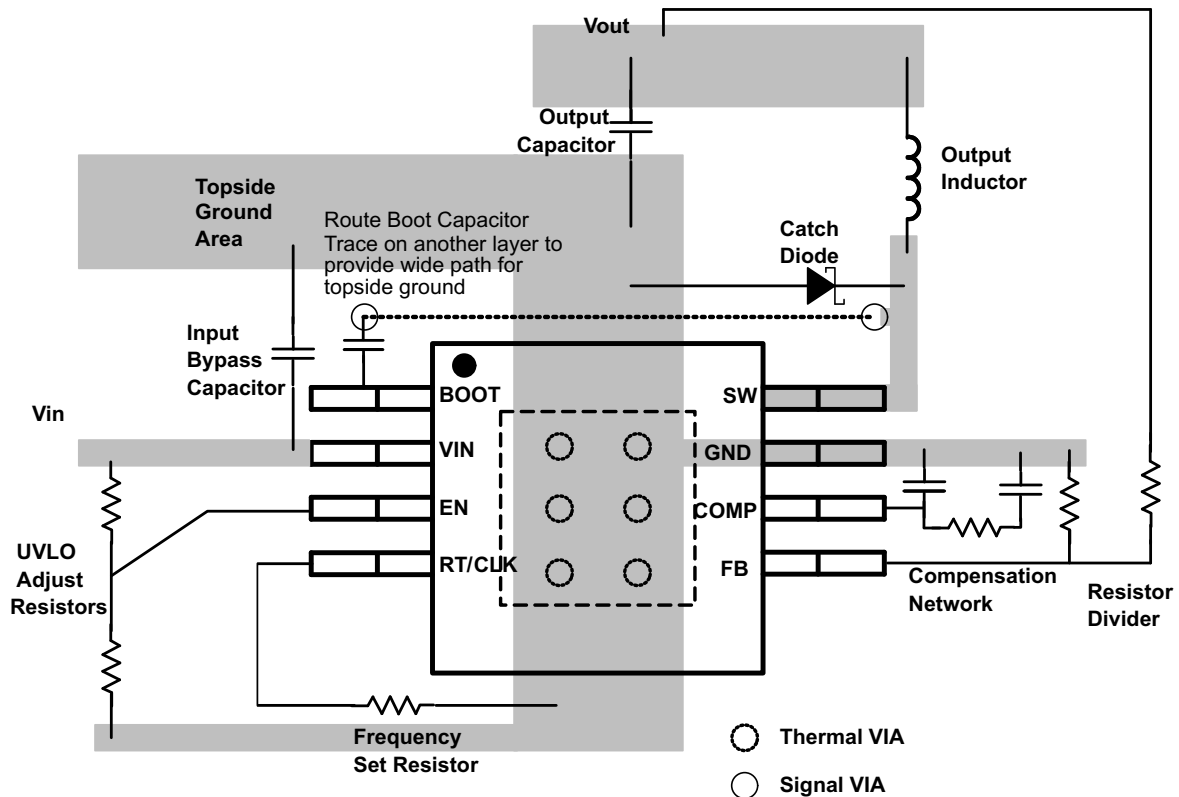 Vout
Output
Capacitor
Output
Inductor
Topside
Ground
Area
Route Boot Capacitor
Trace on another layer to
provide wide path for
topside ground
Catch
Diode
Input
Bypass
Capacitor
Vin
BOOT
VIN
EN
RT/CLK
SW
GND
COMP
FB
UVLO
Adjust
Resistors
Compensation
Network
Resistor
Divider
Frequency
Set Resistor
Thermal VIA
Signal VIA